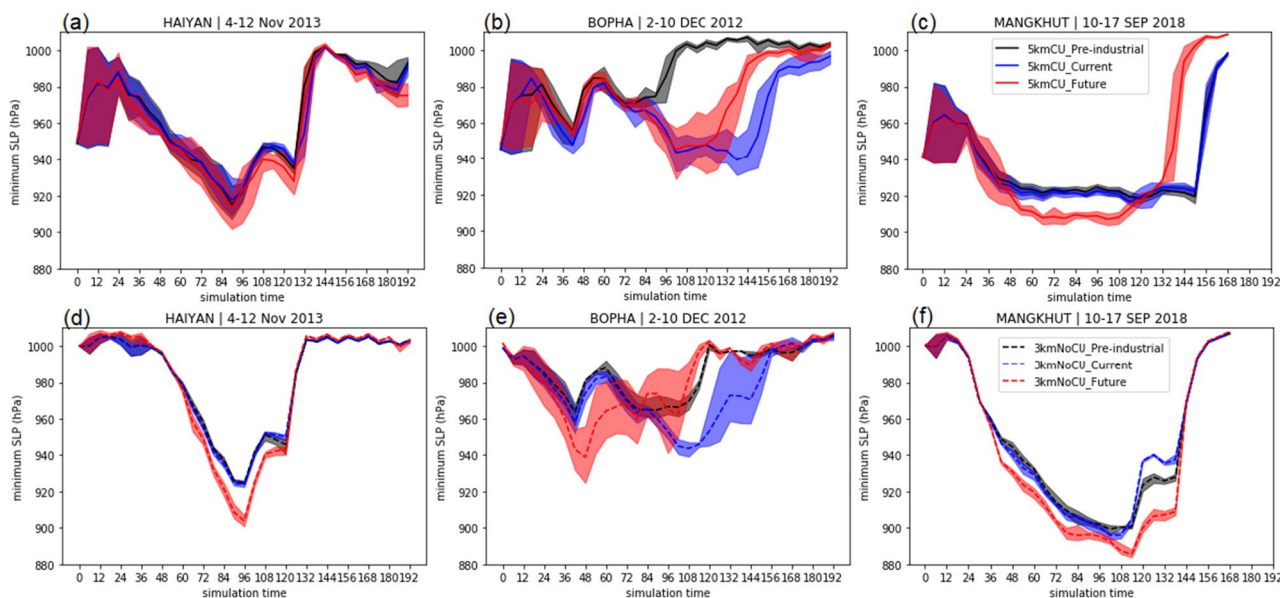 (a) HAIYAN | 4-12 Nov 2013
minimum SLP (hPa)
1000
980
960
940
920
900
880
0 12 24 36 48 60 72 84 96 108 120 132 144 156 168 180 192
simulation time
(b) BOPHA | 2-10 DEC 2012
minimum SLP (hPa)
1000
980
960
940
920
900
880
0 12 24 36 48 60 72 84 96 108 120 132 144 156 168 180 192
simulation time
(c) MANGKHUT | 10-17 SEP 2018
5kmCU_Pre-industrial
5kmCU_Current
5kmCU_Future
minimum SLP (hPa)
1000
980
960
940
920
900
880
0 12 24 36 48 60 72 84 96 108 120 132 144 156 168 180 192
simulation time
(d) HAIYAN | 4-12 Nov 2013
minimum SLP (hPa)
1000
980
960
940
920
900
880
0 12 24 36 48 60 72 84 96 108 120 132 144 156 168 180 192
simulation time
(e) BOPHA | 2-10 DEC 2012
minimum SLP (hPa)
1000
980
960
940
920
900
880
0 12 24 36 48 60 72 84 96 108 120 132 144 156 168 180 192
simulation time
(f) MANGKHUT | 10-17 SEP 2018
3kmNoCU_Pre-industrial
3kmNoCU_Current
3kmNoCU_Future
minimum SLP (hPa)
1000
980
960
940
920
900
880
0 12 24 36 48 60 72 84 96 108 120 132 144 156 168 180 192
simulation time